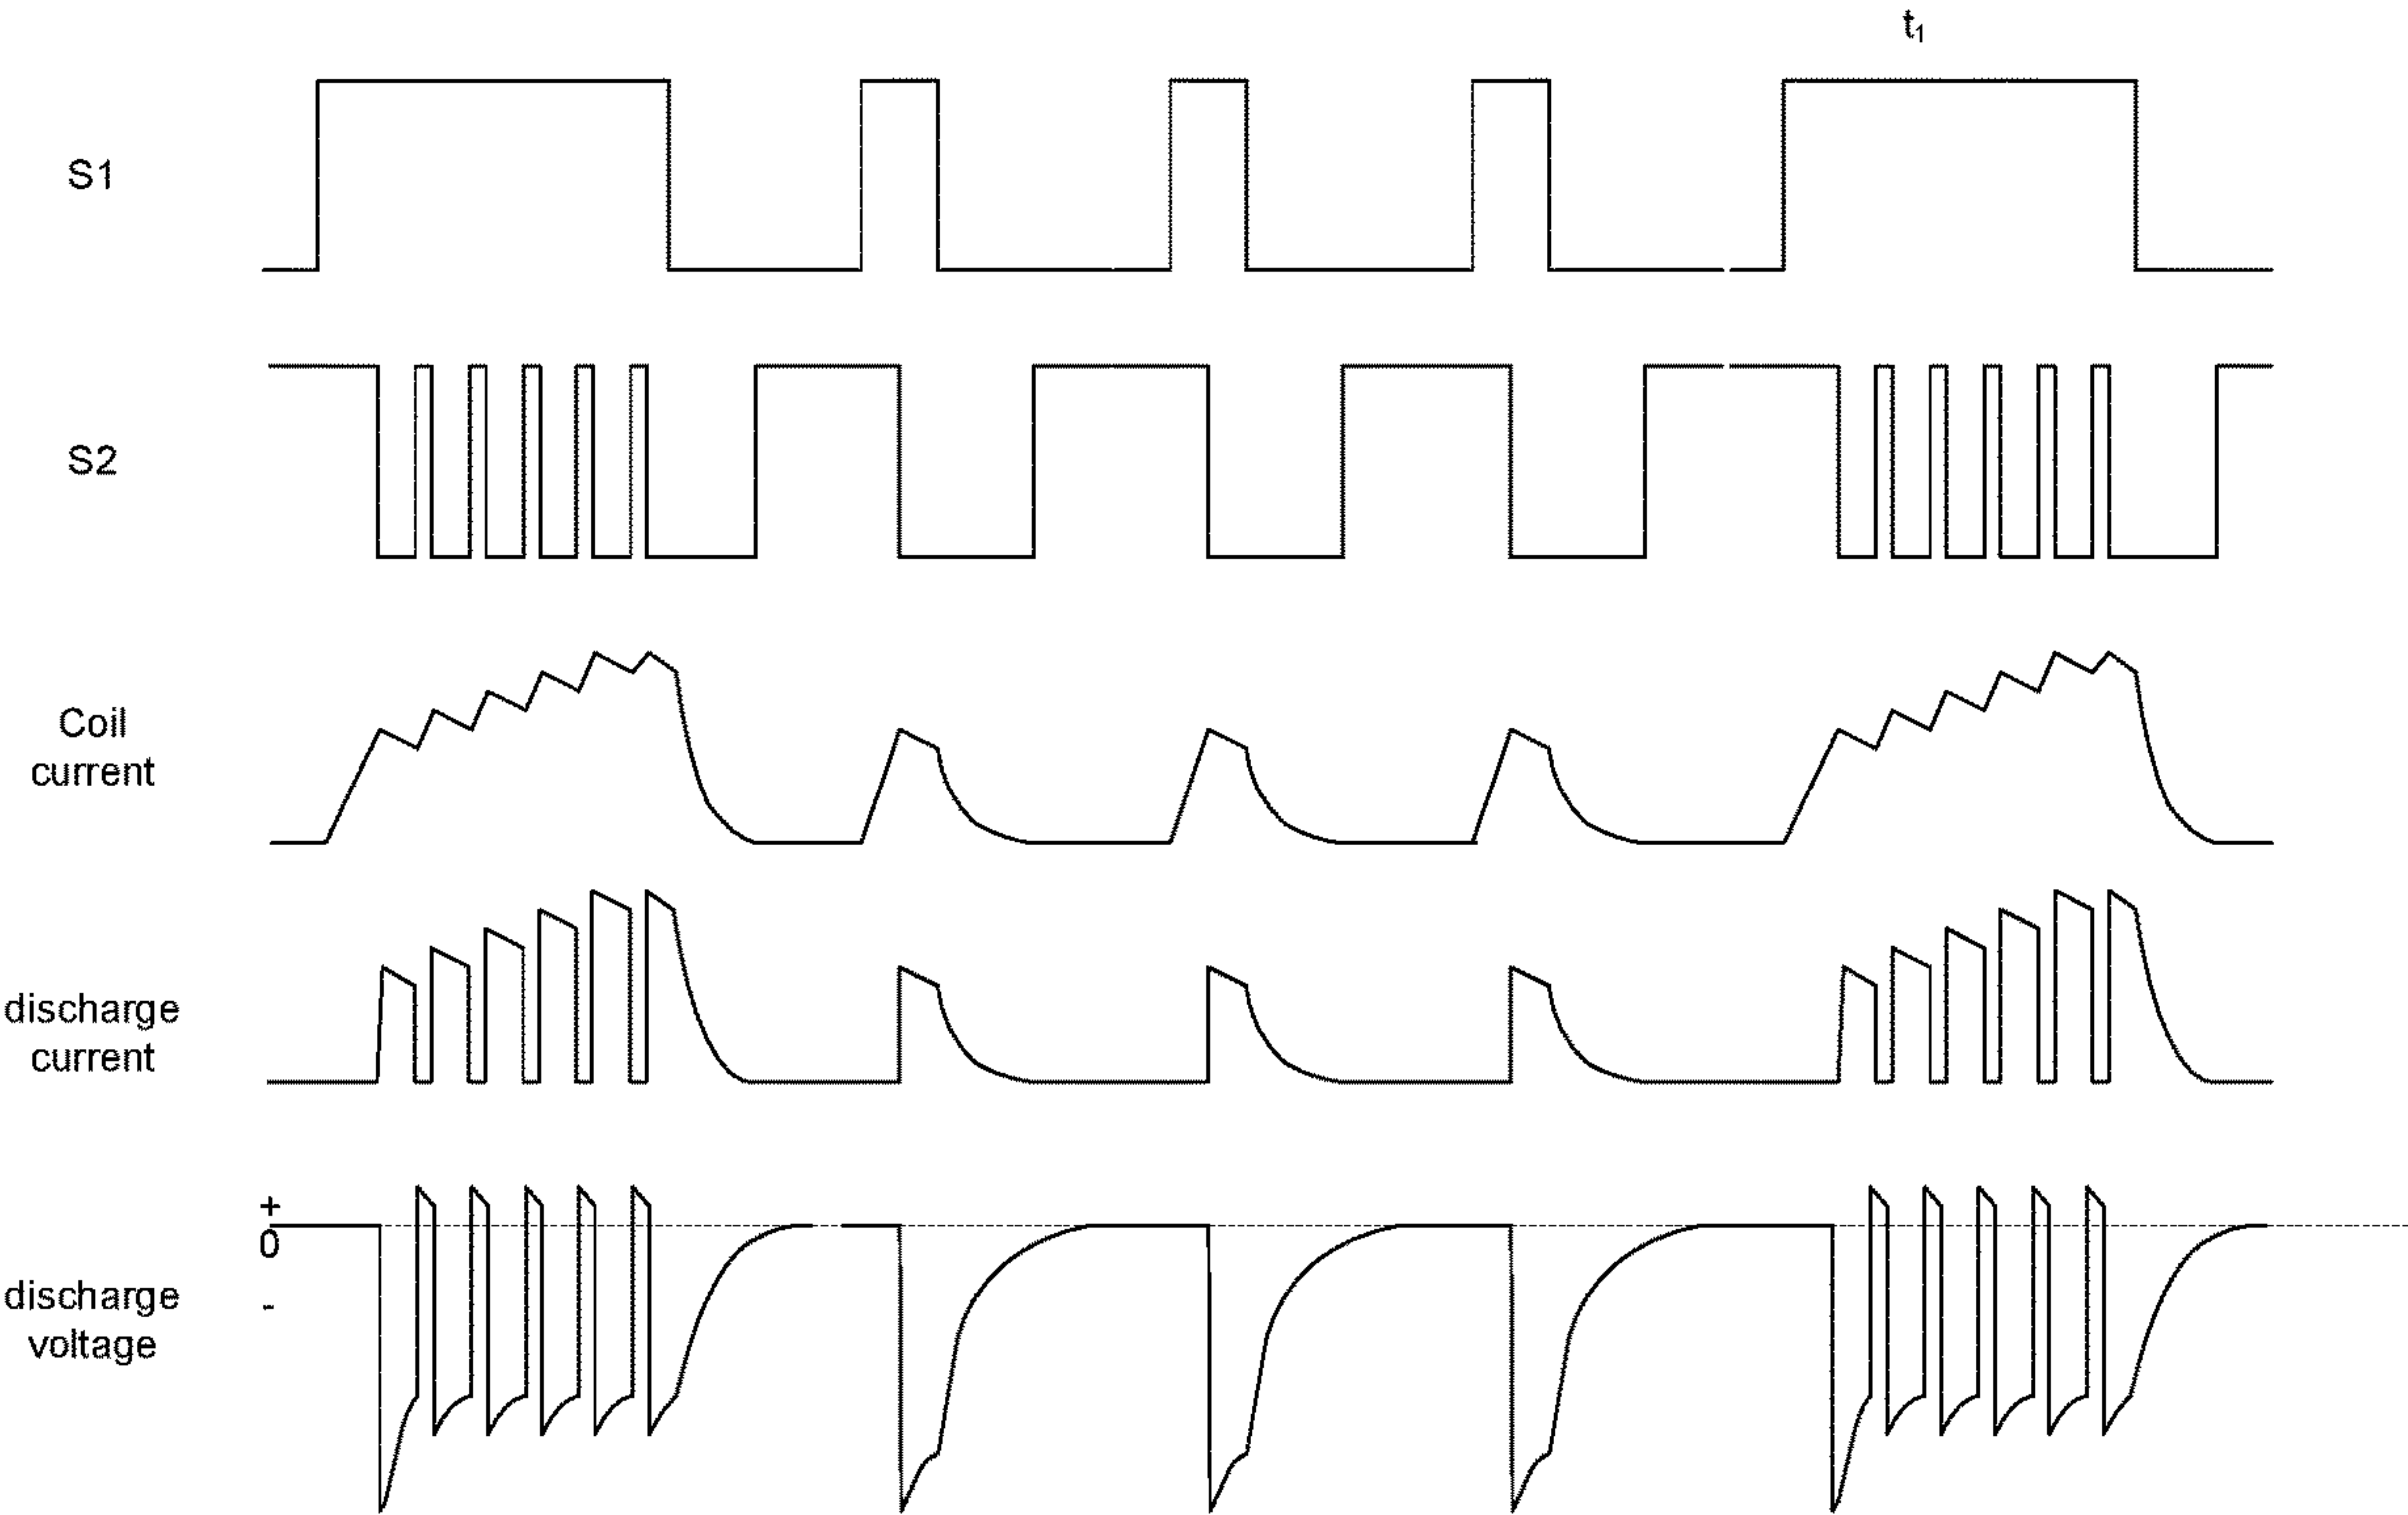 t₁
S1
S2
Coil
current
discharge
current
+
0
-
discharge
voltage